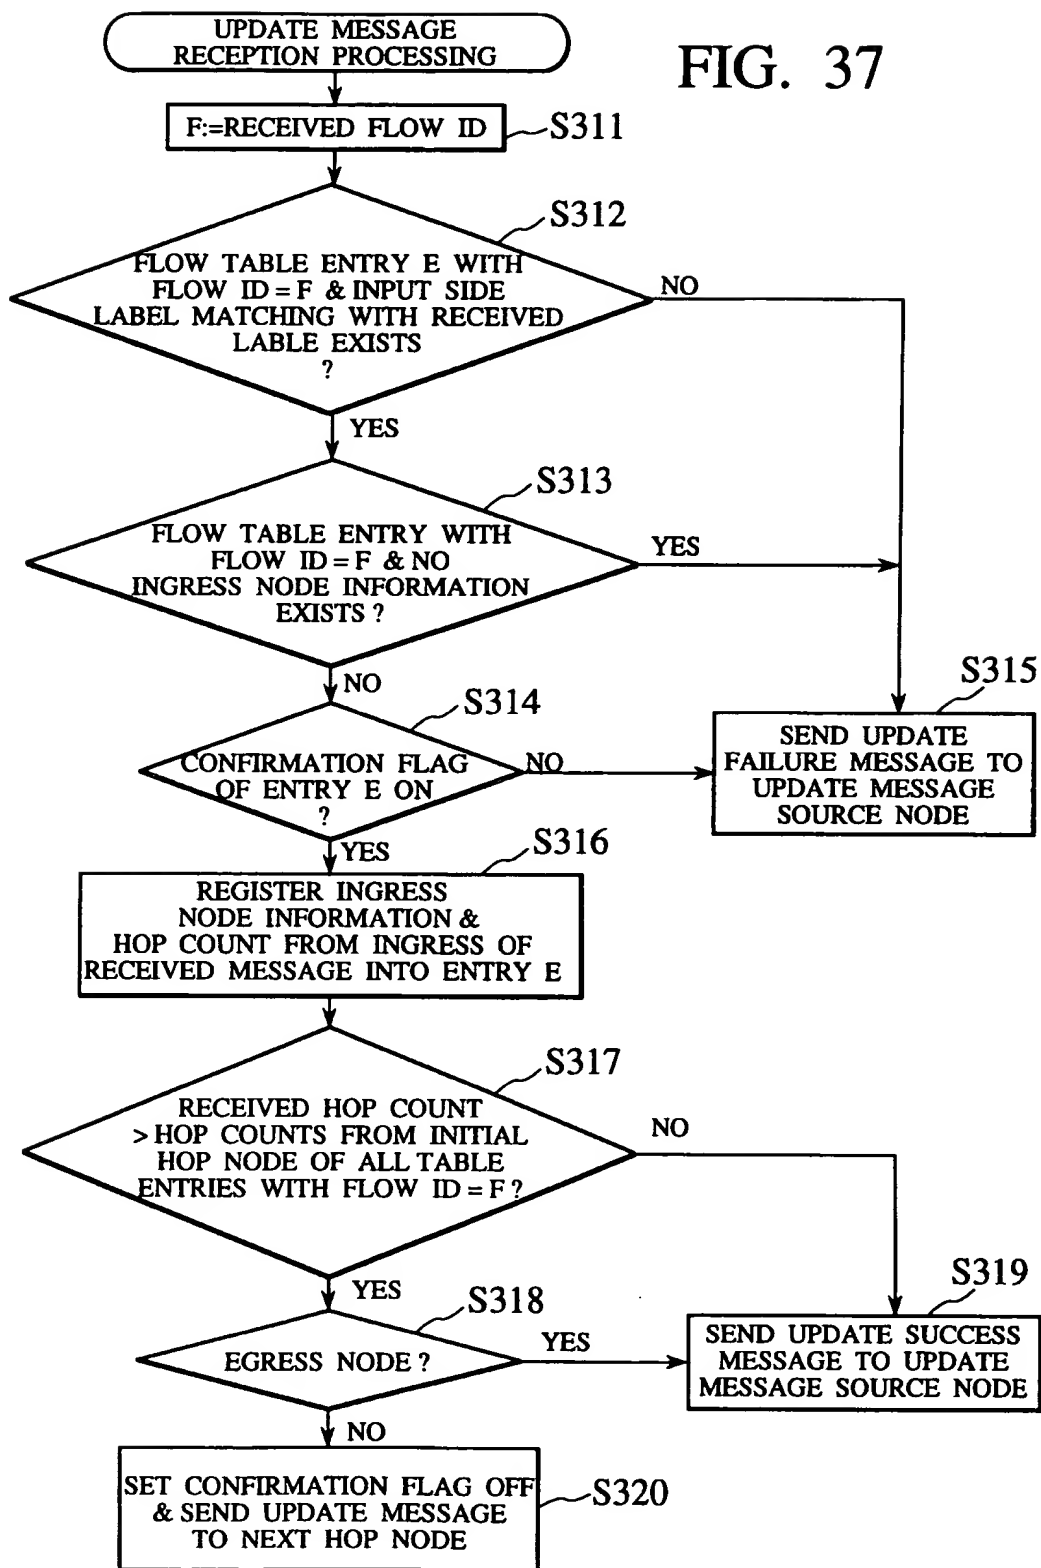 UPDATE MESSAGE
RECEPTION PROCESSING
FIG. 37
F:=RECEIVED FLOW ID
S311
S312
FLOW TABLE ENTRY E WITH
FLOW ID = F & INPUT SIDE
LABEL MATCHING WITH RECEIVED
LABLE EXISTS
?
NO
YES
S313
FLOW TABLE ENTRY WITH
FLOW ID = F & NO
INGRESS NODE INFORMATION
EXISTS ?
YES
NO
S314
CONFIRMATION FLAG
OF ENTRY E ON
?
NO
S315
SEND UPDATE
FAILURE MESSAGE TO
UPDATE MESSAGE
SOURCE NODE
YES
S316
REGISTER INGRESS
NODE INFORMATION &
HOP COUNT FROM INGRESS OF
RECEIVED MESSAGE INTO ENTRY E
S317
RECEIVED HOP COUNT
> HOP COUNTS FROM INITIAL
HOP NODE OF ALL TABLE
ENTRIES WITH FLOW ID = F ?
NO
YES
S318
EGRESS NODE ?
YES
S319
SEND UPDATE SUCCESS
MESSAGE TO UPDATE
MESSAGE SOURCE NODE
NO
SET CONFIRMATION FLAG OFF
& SEND UPDATE MESSAGE
TO NEXT HOP NODE
S320